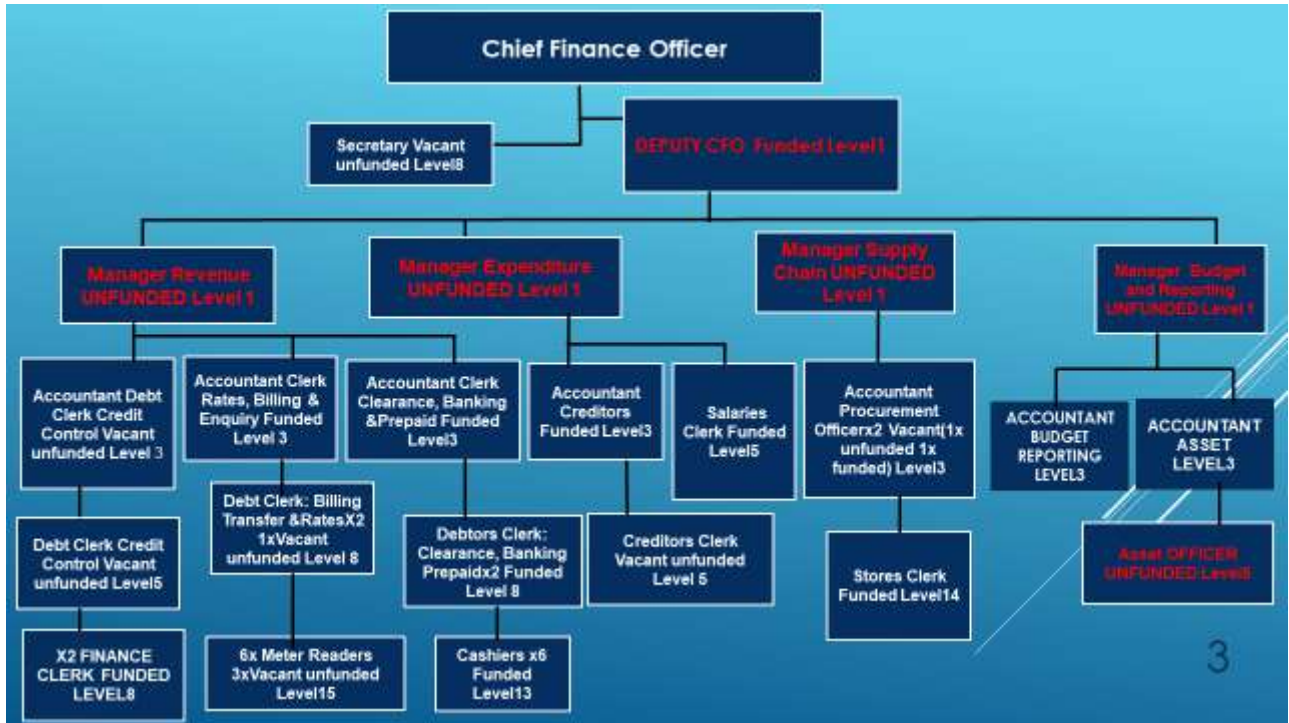 Chief Finance Officer
Secretary Vacant
unfunded Level8
DEPUTY CFO Funded Level1
Manager Revenue
UNFUNDED Level 1
Manager Expenditure
UNFUNDED Level 1
Manager Supply
Chain UNFUNDED
Level 1
Manager Budget
and Reporting
UNFUNDED Level 1
Accountant Debt
Clerk Credit
Control Vacant
unfunded Level 3
Accountant Clerk
Rates, Billing &
Enquiry Funded
Level 3
Accountant Clerk
Clearance, Banking
&Prepaid Funded
Level3
Accountant
Creditors
Funded Level3
Salaries
Clerk Funded
Level5
Accountant
Procurement
Officerx2 Vacant(1x
unfunded 1x
funded) Level3
ACCOUNTANT
BUDGET
REPORTING
LEVEL3
ACCOUNTANT
ASSET
LEVEL3
Debt Clerk Credit
Control Vacant
unfunded Level5
Debt Clerk: Billing
Transfer &RatesX2
1xVacant
unfunded Level 8
Debtors Clerk:
Clearance, Banking
Prepaidx2 Funded
Level 8
Creditors Clerk
Vacant unfunded
Level 5
Stores Clerk
Funded Level14
Asset OFFICER
UNFUNDED
X2 FINANCE
CLERK FUNDED
LEVEL8
6x Meter Readers
3xVacant unfunded
Level15
Cashiers x6
Funded
Level13
3